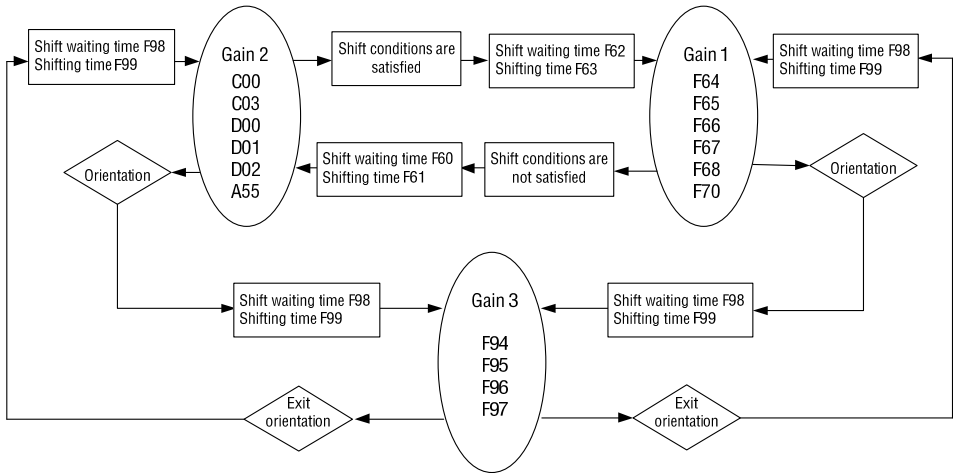 Shift waiting time F98
Shifting time F99
Gain 2
C00
C03
D00
D01
D02
A55
Shift conditions are
satisfied
Shift waiting time F62
Shifting time F63
Gain 1
F64
F65
F66
F67
F68
F70
Shift waiting time F98
Shifting time F99
Orientation
Shift waiting time F60
Shifting time F61
Shift conditions are
not satisfied
Orientation
Shift waiting time F98
Shifting time F99
Gain 3
F94
F95
F96
F97
Shift waiting time F98
Shifting time F99
Exit
orientation
Exit
orientation